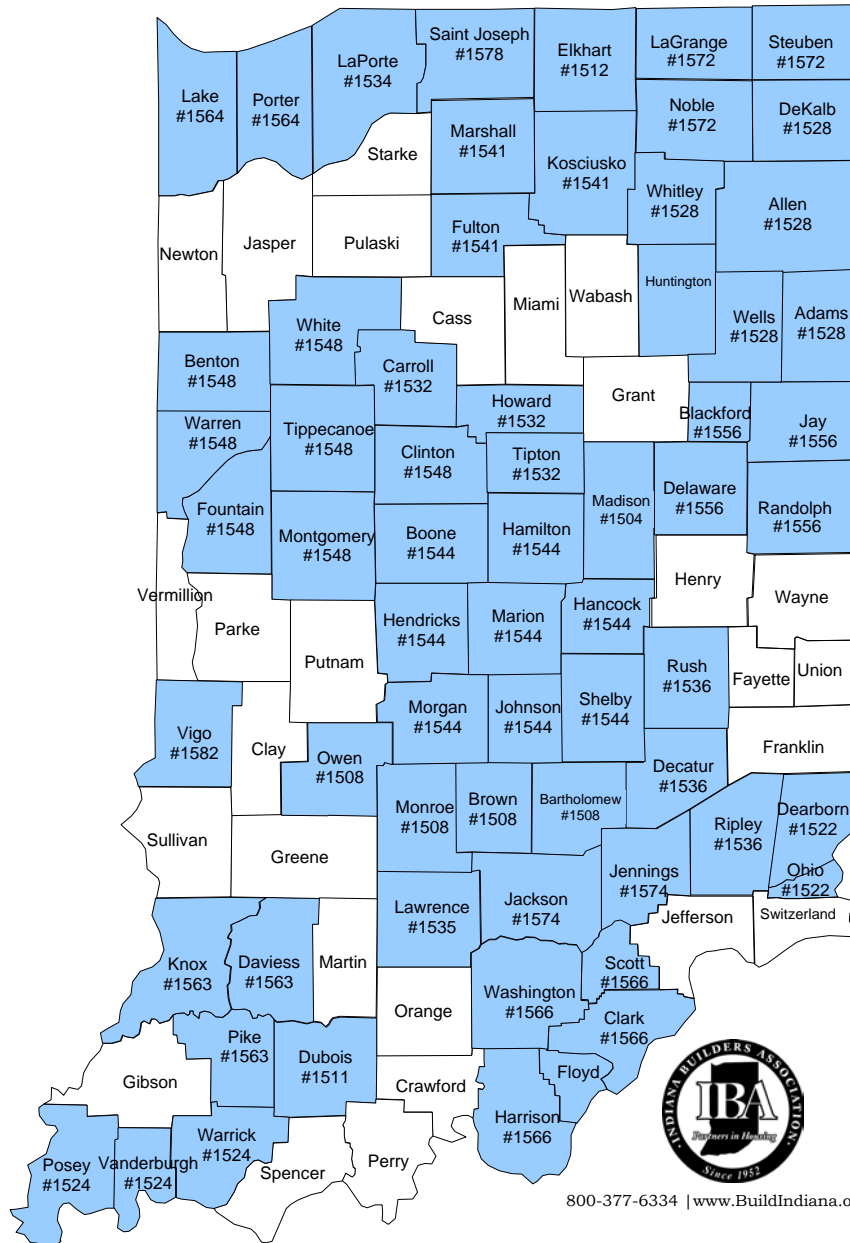 Saint Joseph
#1578
LaPorte
#1534
Elkhart
#1512
LaGrange
#1572
Steuben
#1572
Lake
#1564
Porter
#1564
Noble
#1572
DeKalb
#1528
Marshall
#1541
Starke
Kosciusko
#1541
Whitley
#1528
Allen
#1528
Newton
Jasper
Pulaski
Fulton
#1541
Huntington
Miami
Wabash
Cass
White
#1548
Wells
#1528
Adams
#1528
Benton
#1548
Carroll
#1532
Howard
#1532
Grant
Blackford
#1556
Jay
#1556
Warren
#1548
Tippecanoe
#1548
Clinton
#1548
Tipton
#1532
Madison
#1504
Delaware
#1556
Randolph
#1556
Fountain
#1548
Montgomery
#1548
Boone
#1544
Hamilton
#1544
Henry
Vermillion
Wayne
Parke
Hendricks
#1544
Marion
#1544
Hancock
#1544
Putnam
Rush
#1536
Fayette
Union
Vigo
#1582
Clay
Morgan
#1544
Johnson
#1544
Shelby
#1544
Franklin
Owen
#1508
Decatur
#1536
Monroe
#1508
Brown
#1508
Bartholomew
#1508
Ripley
#1536
Dearborn
#1522
Sullivan
Greene
Jennings
#1574
Ohio
#1522
Lawrence
#1535
Jackson
#1574
Jefferson
Switzerland
Knox
#1563
Daviess
#1563
Martin
Washington
#1566
Scott
#1566
Orange
Clark
#1566
Pike
#1563
Dubois
#1511
Gibson
Crawford
Floyd
Harrison
#1566
Posey
#1524
Vanderburgh
#1524
Warrick
#1524
Spencer
Perry
INDIANA BUILDERS ASSOCIATION
IBA
Partners in Housing
Since 1952
800-377-6334 |www.BuildIndiana.o